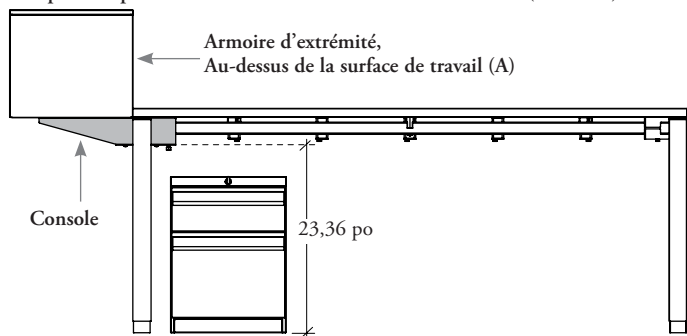 Armoire d'extrémité,
Au-dessus de la surface de travail (A)
Console
23,36 po